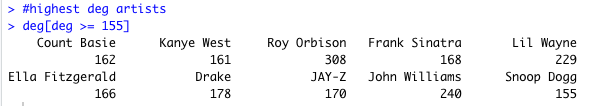 > #highest deg artists
> deg[deg >= 155]
Count Basie Kanye West Roy Orbison Frank Sinatra Lil Wayne
162 161 308 168 229
Ella Fitzgerald Drake JAY-Z John Williams Snoop Dogg
166 178 170 240 155